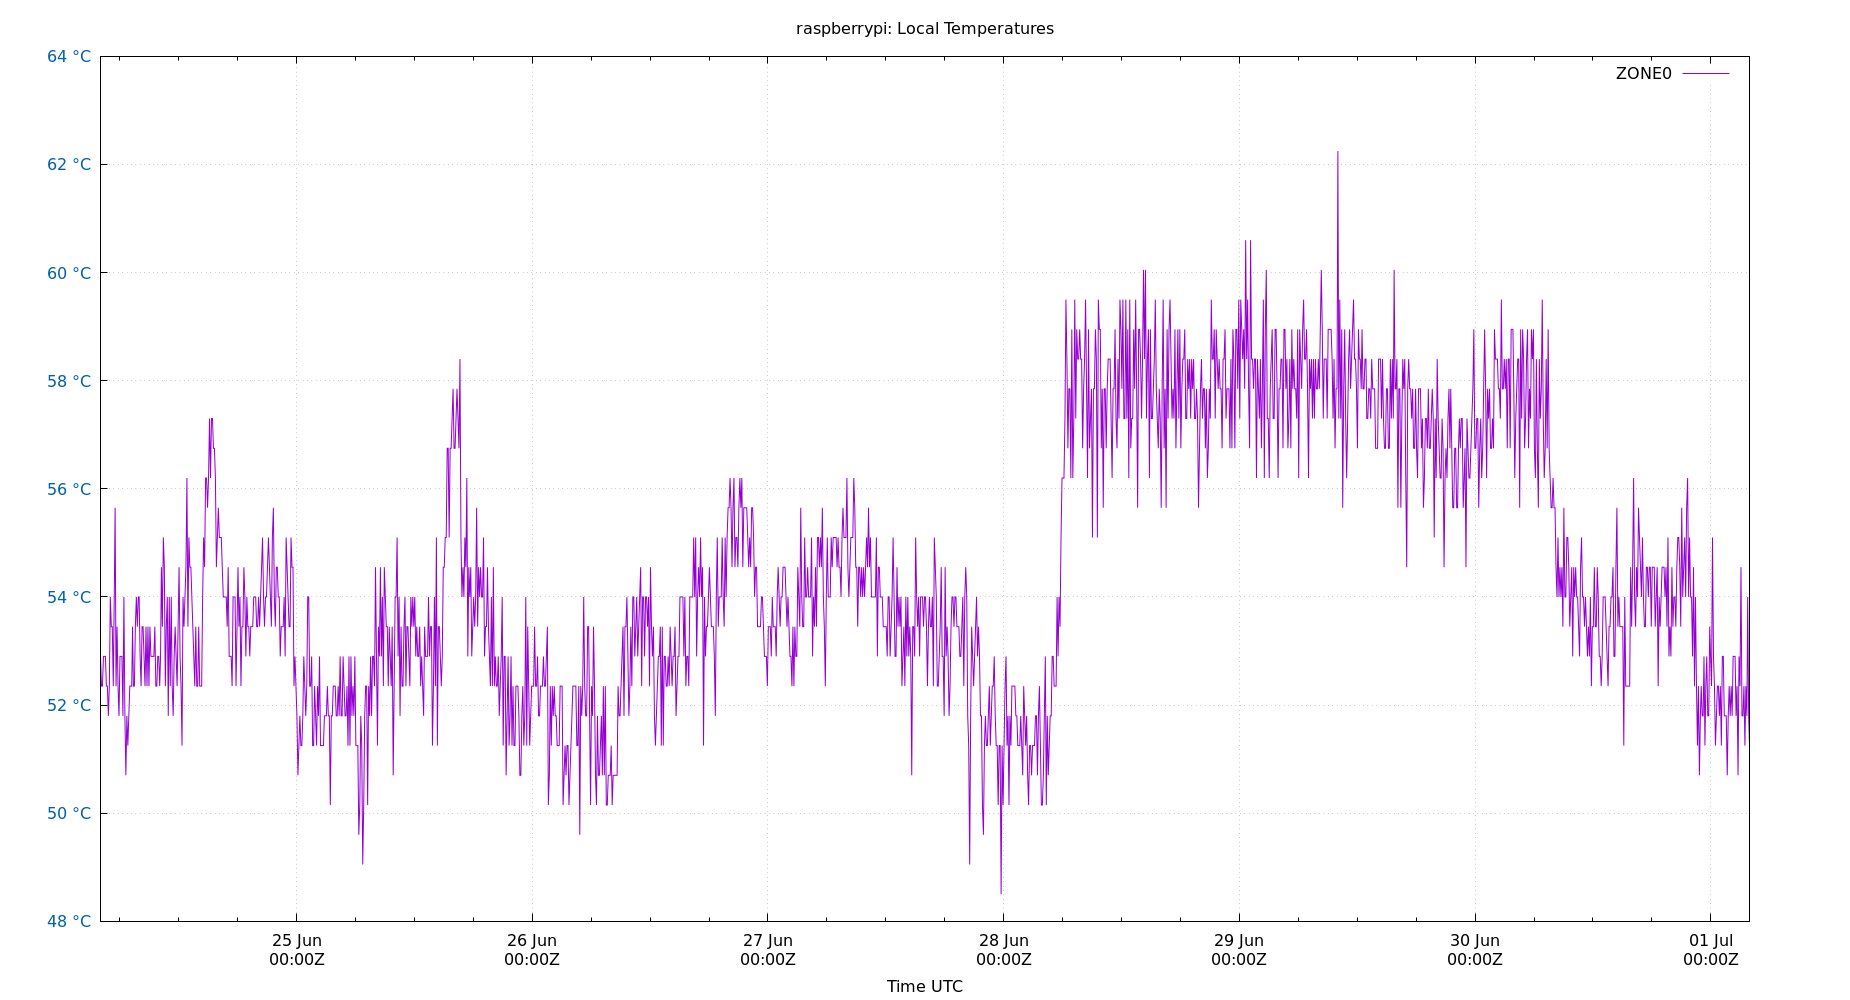 raspberrypi: Local Temperatures
64 °C
ZONE0
62 °C
60 °C
58 °C
56 °C
54 °C
52 °C
50 °C
48 °C
25 Jun 26 Jun 27 Jun 28 Jun 29 Jun 30 Jun 01 Jul
00:00Z 00:00Z 00:00Z 00:00Z 00:00Z 00:00Z 00:00Z
Time UTC